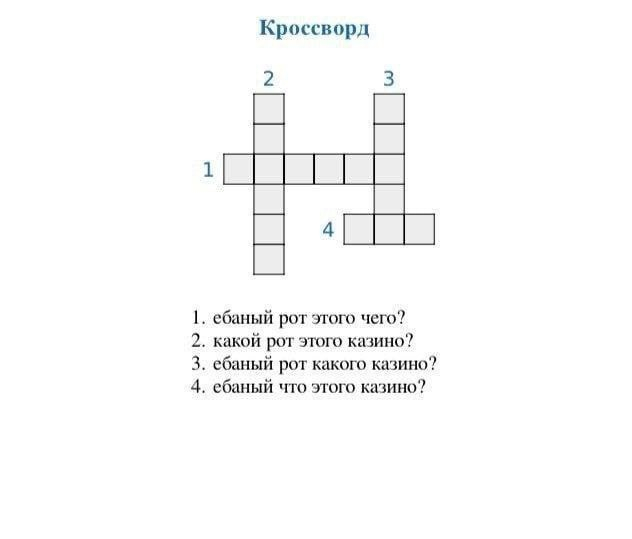 Кроссворд
2 3
1
4
1. ебаный рот этого чего?
2. какой рот этого казино?
3. ебаный рот какого казино?
4. ебаный что этого казино?